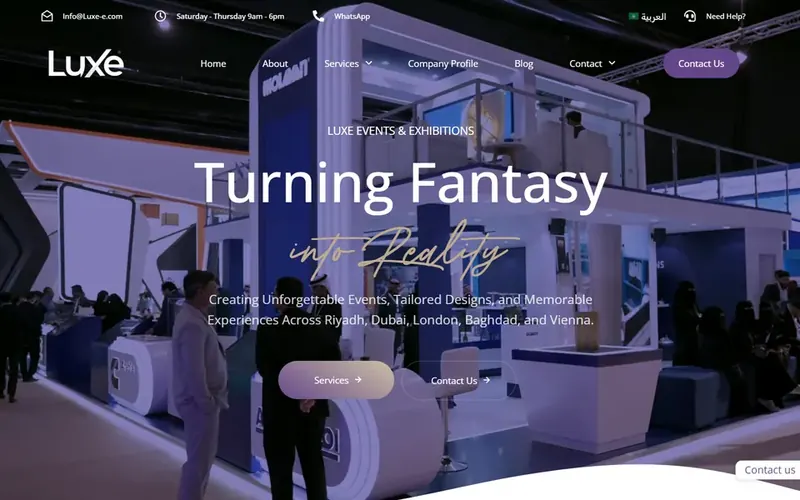 Info@Luxe-e.com
Saturday - Thursday 9am - 6pm
WhatsApp
العربية
Need Help?
Luxe
Home
About
Services
Company Profile
Blog
Contact
Contact Us
LUXE EVENTS & EXHIBITIONS
Turning Fantasy
into Reality
Creating Unforgettable Events, Tailored Designs, and Memorable
Experiences Across Riyadh, Dubai, London, Baghdad, and Vienna.
Services
Contact Us
Contact us